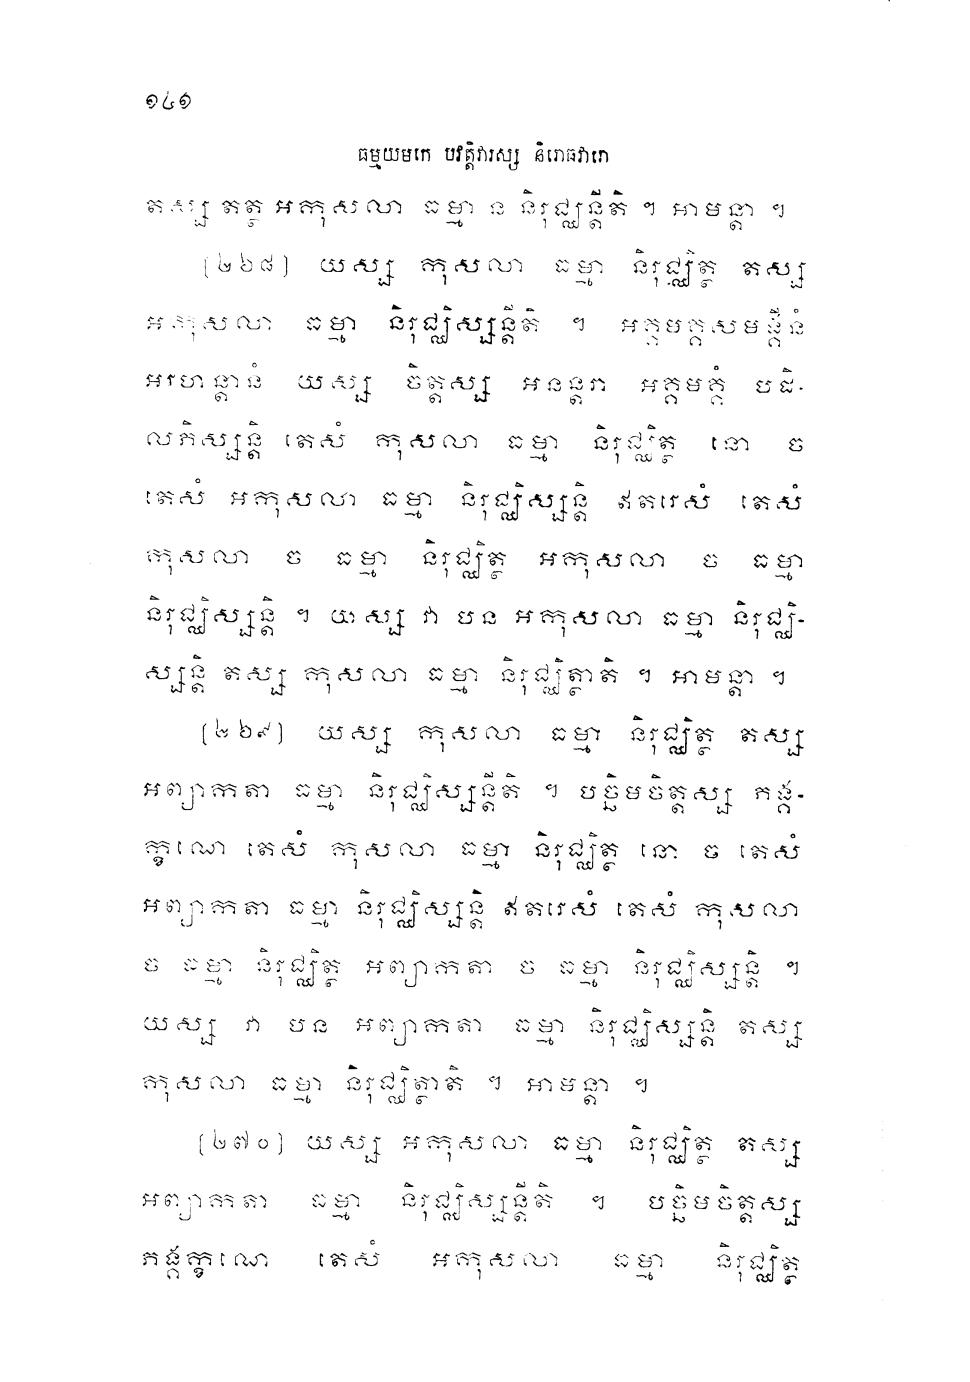 ១៤១
ធម្មយមកេ បវត្តិវារស្ស និរោធវារោ
តស្ស តត្ថ អកុសលា ធម្មា ន និរុជ្ឈន្តីតិ ។ អាមន្តា ។
(២៦៨) យស្ស កុសលា ធម្មា និរុជ្ឈិត្ថ តស្ស
អកុសលា ធម្មា និរុជ្ឈិស្សន្តីតិ ។ អគ្គមគ្គសមង្គីនំ
អរហន្តានំ យស្ស ចិត្តស្ស អនន្តរា អគ្គមគ្គំ បដិ-
លភិស្សន្តិ តេសំ កុសលា ធម្មា និរុជ្ឈិត្ថ នោ ច
តេសំ អកុសលា ធម្មា និរុជ្ឈិស្សន្តិ ឥតរេសំ តេសំ
កុសលា ច ធម្មា និរុជ្ឈិត្ថ អកុសលា ច ធម្មា
និរុជ្ឈិស្សន្តិ ។ យស្ស វា បន អកុសលា ធម្មា និរុជ្ឈិ-
ស្សន្តិ តស្ស កុសលា ធម្មា និរុជ្ឈិត្ថាតិ ។ អាមន្តា ។
(២៦៩) យស្ស កុសលា ធម្មា និរុជ្ឈិត្ថ តស្ស
អព្យាកតា ធម្មា និរុជ្ឈិស្សន្តីតិ ។ បច្ឆិមចិត្តស្ស ភង្គ-
ក្ខណេ តេសំ កុសលា ធម្មា និរុជ្ឈិត្ថ នោ ច តេសំ
អព្យាកតា ធម្មា និរុជ្ឈិស្សន្តិ ឥតរេសំ តេសំ កុសលា
ច ធម្មា និរុជ្ឈិត្ថ អព្យាកតា ច ធម្មា និរុជ្ឈិស្សន្តិ ។
យស្ស វា បន អព្យាកតា ធម្មា និរុជ្ឈិស្សន្តិ តស្ស
កុសលា ធម្មា និរុជ្ឈិត្ថាតិ ។ អាមន្តា ។
(២៧០) យស្ស អកុសលា ធម្មា និរុជ្ឈិត្ថ តស្ស
អព្យាកតា ធម្មា និរុជ្ឈិស្សន្តីតិ ។ បច្ឆិមចិត្តស្ស
ភង្គក្ខណេ តេសំ អកុសលា ធម្មា និរុជ្ឈិត្ថ